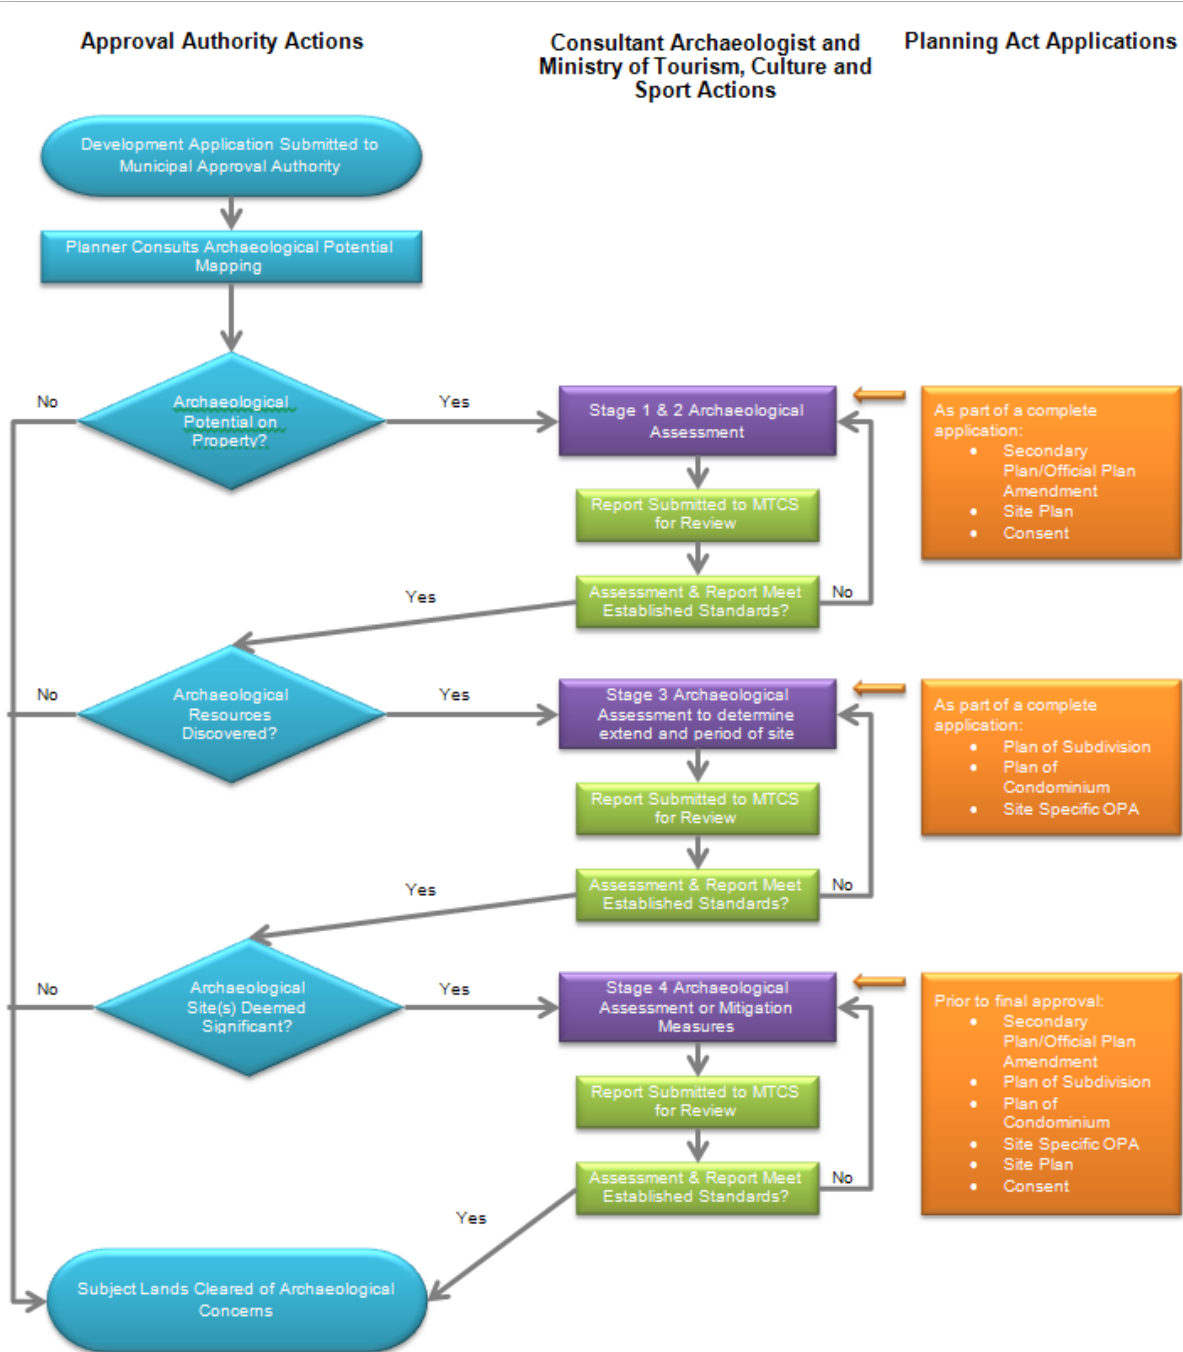 Approval Authority Actions
Consultant Archaeologist and
Ministry of Tourism, Culture and
Sport Actions
Planning Act Applications
Development Application Submitted to
Municipal Approval Authority
Planner Consults Archaeological Potential
Mapping
No
Archaeological
Potential on
Property?
Yes
Stage 1 & 2 Archaeological
Assessment
As part of a complete
application:
• Secondary
Plan/Official Plan
Amendment
• Site Plan
• Consent
Report Submitted to MTCS
for Review
Yes
Assessment & Report Meet
Established Standards?
No
No
Archaeological
Resources
Discovered?
Yes
Stage 3 Archaeological
Assessment to determine
extend and period of site
As part of a complete
application:
• Plan of Subdivision
• Plan of
Condominium
• Site Specific OPA
Report Submitted to MTCS
for Review
Yes
Assessment & Report Meet
Established Standards?
No
No
Archaeological
Site(s) Deemed
Significant?
Yes
Stage 4 Archaeological
Assessment or Mitigation
Measures
Prior to final approval:
• Secondary
Plan/Official Plan
Amendment
• Plan of Subdivision
• Plan of
Condominium
• Site Specific OPA
• Site Plan
• Consent
Report Submitted to MTCS
for Review
Assessment & Report Meet
Established Standards?
No
Yes
Subject Lands Cleared of Archaeological
Concerns